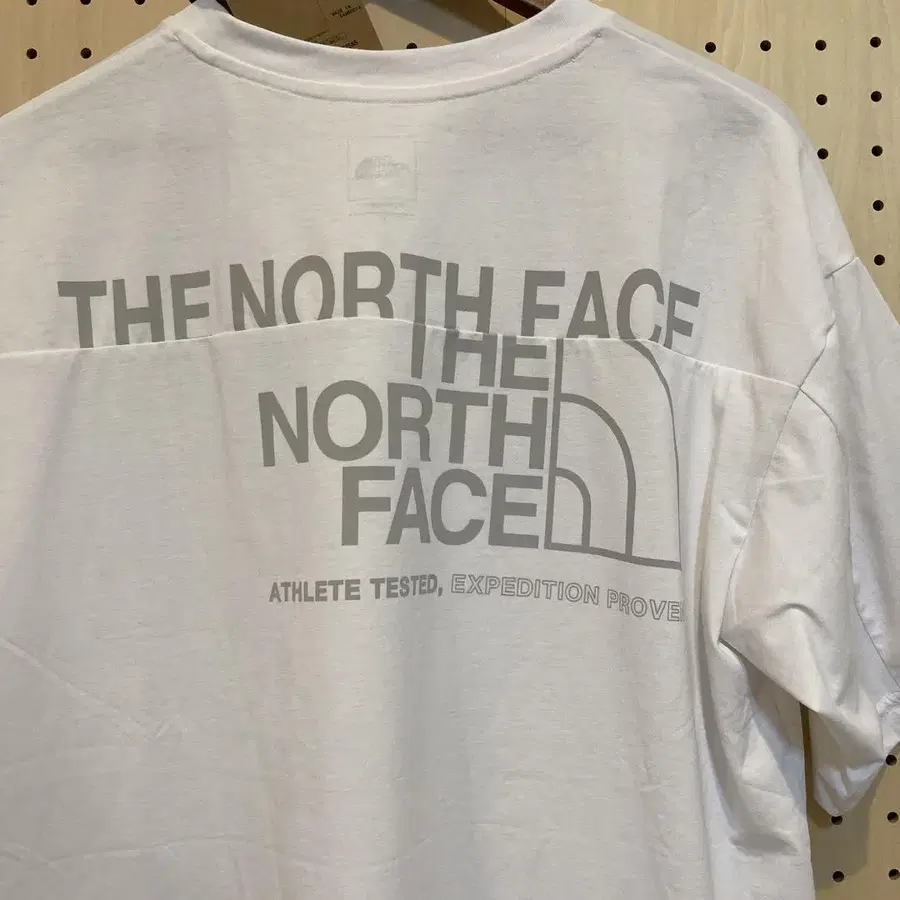 THE NORTH FACE
THE
NORTH
FACE
ATHLETE TESTED, EXPEDITION PROVE